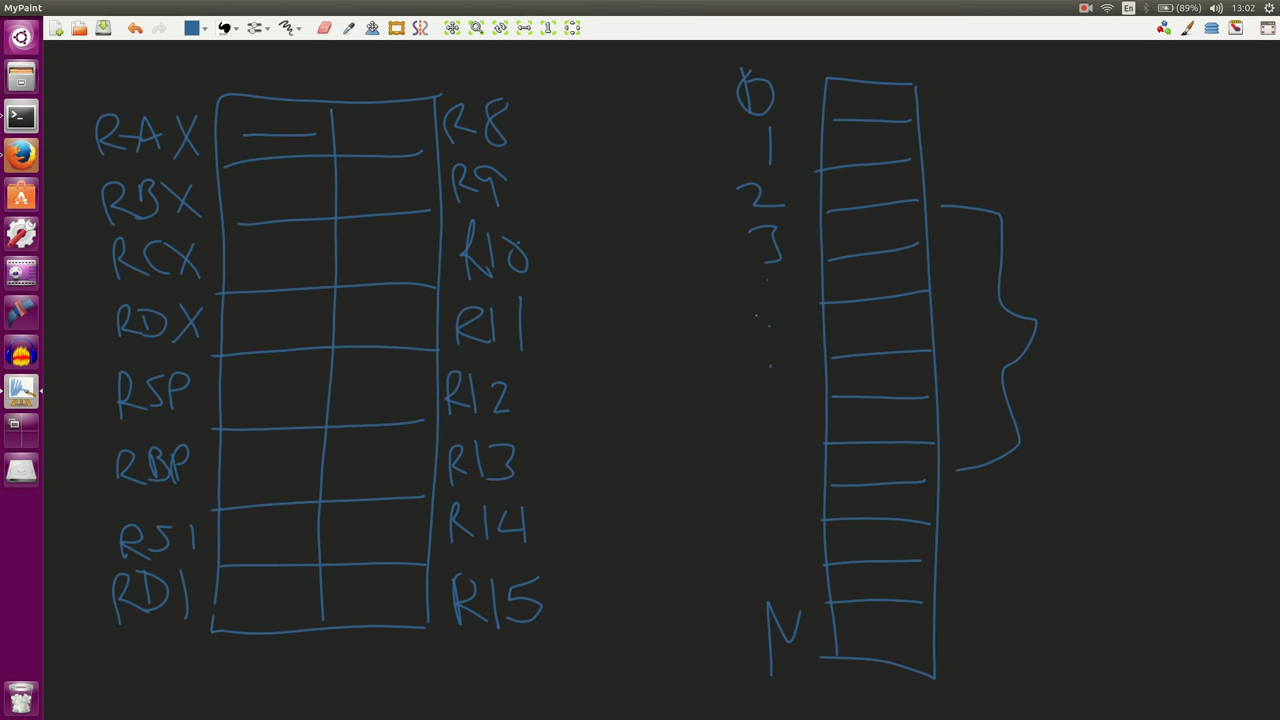 MyPaint
En
(89%)
13:02
RAX R8
RBX R9
RCX R10
RDX R11
RSP R12
RBP R13
RSI R14
RDI R15
0
1
2
3
.
.
.
N